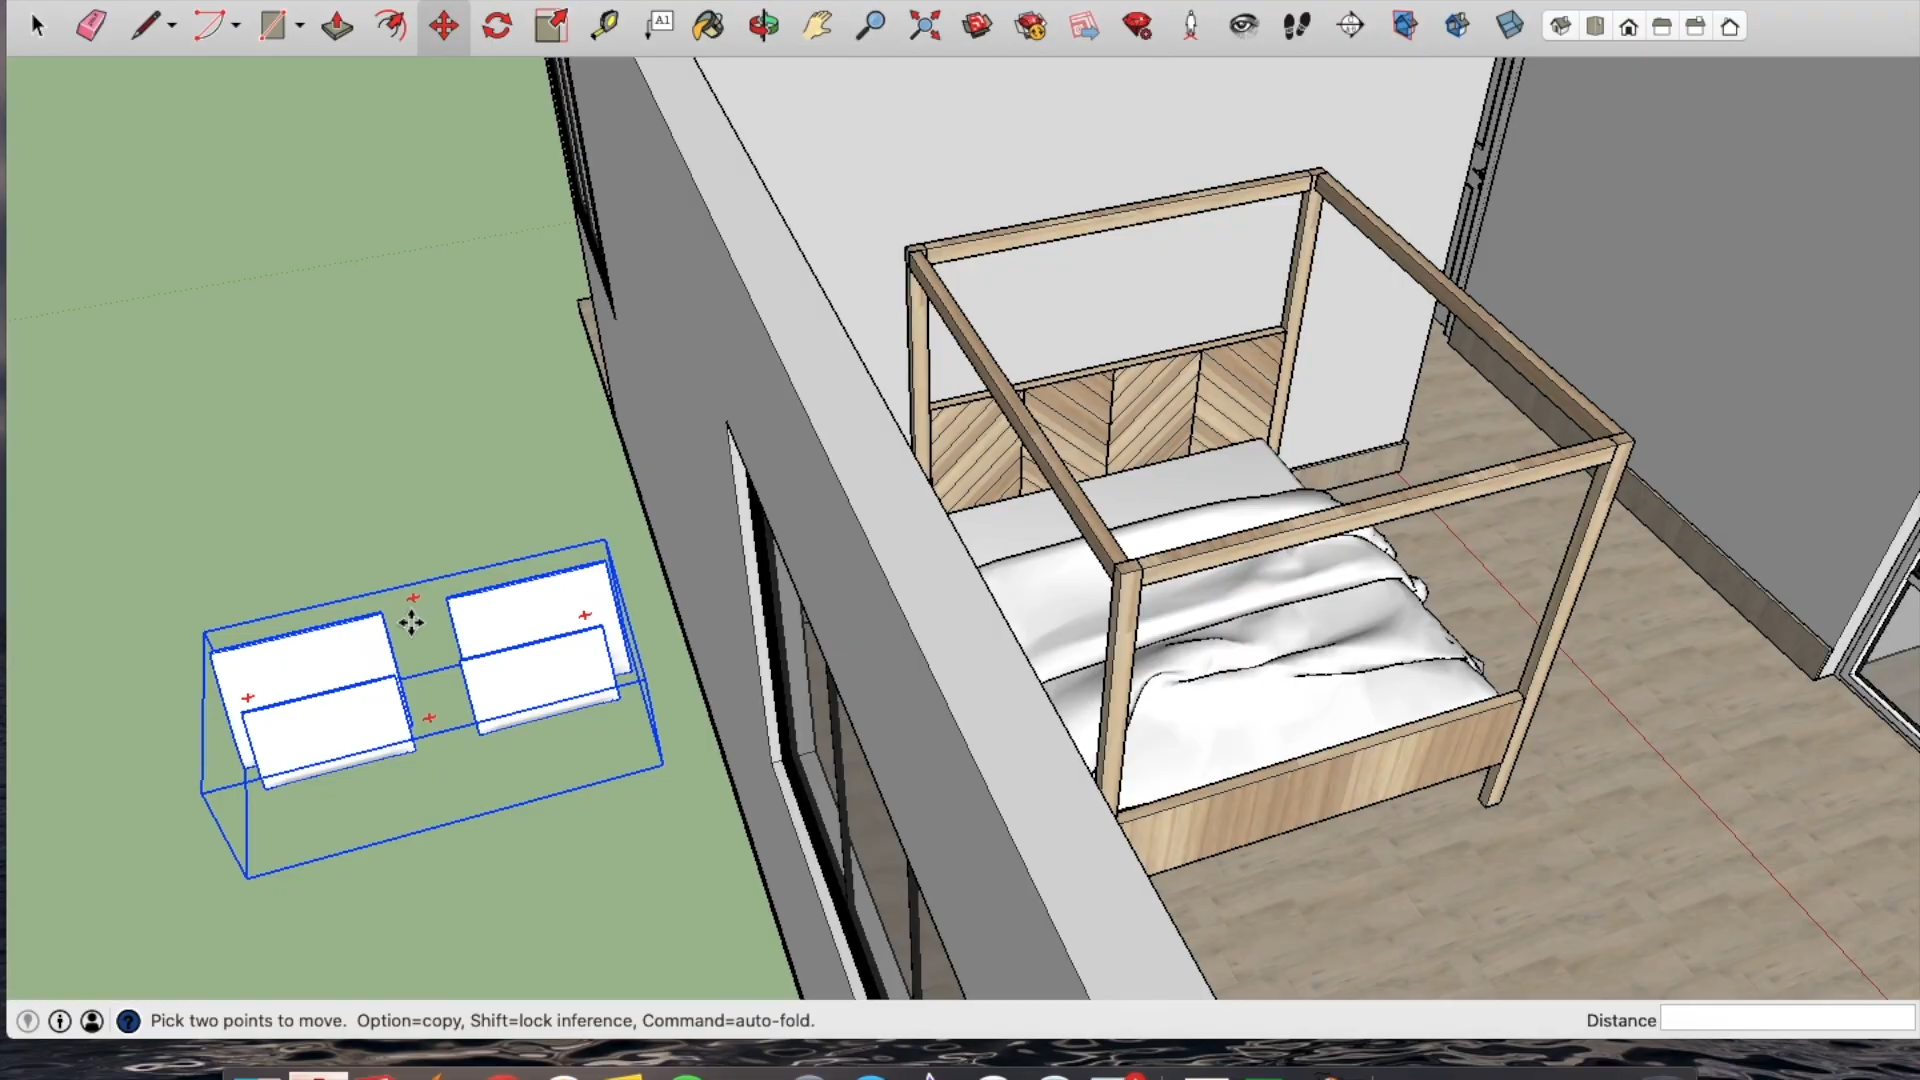 A1
Pick two points to move.  Option=copy, Shift=lock inference, Command=auto-fold.
Distance